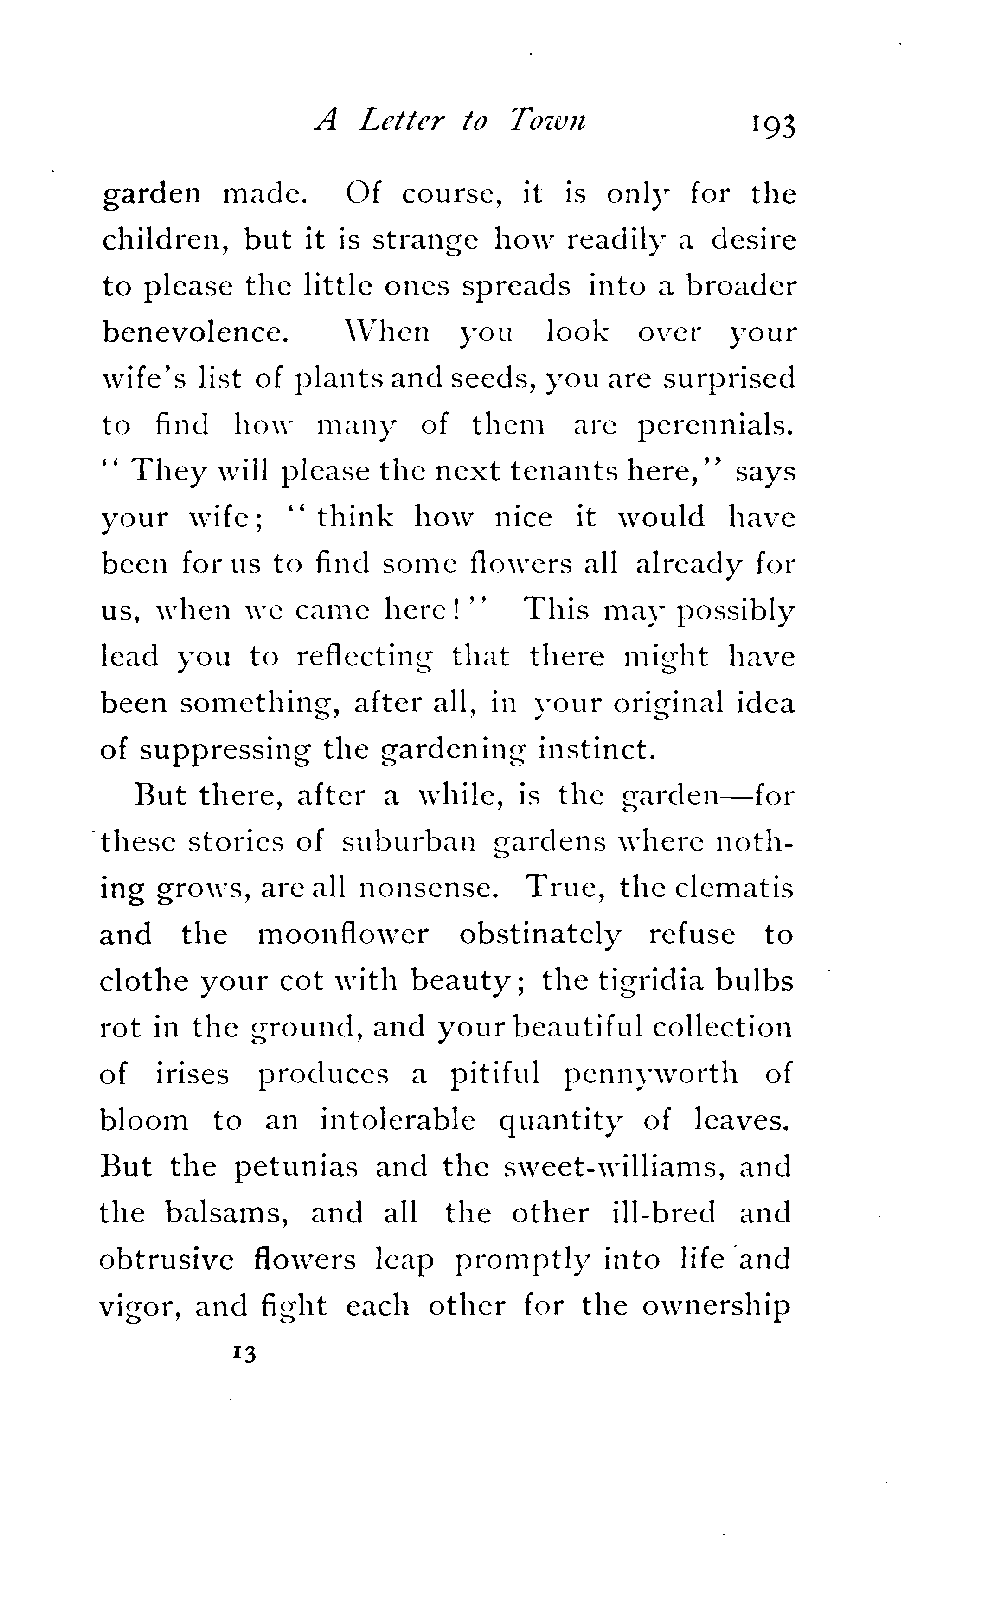 A Letter to Town 193
garden made. Of course, it is only for the
children, but it is strange how readily a desire
to please the little ones spreads into a broader
benevolence. When you look over your
wife's list of plants and seeds, you are surprised
to find how many of them are perennials.
"They will please the next tenants here," says
your wife; "think how nice it would have
been for us to find some flowers all already for
us, when we came here!" This may possibly
lead you to reflecting that there might have
been something, after all, in your original idea
of suppressing the gardening instinct.
But there, after a while, is the garden—for
these stories of suburban gardens where noth-
ing grows, are all nonsense. True, the clematis
and the moonflower obstinately refuse to
clothe your cot with beauty; the tigridia bulbs
rot in the ground, and your beautiful collection
of irises produces a pitiful pennyworth of
bloom to an intolerable quantity of leaves.
But the petunias and the sweet-williams, and
the balsams, and all the other ill-bred and
obtrusive flowers leap promptly into life and
vigor, and fight each other for the ownership
13